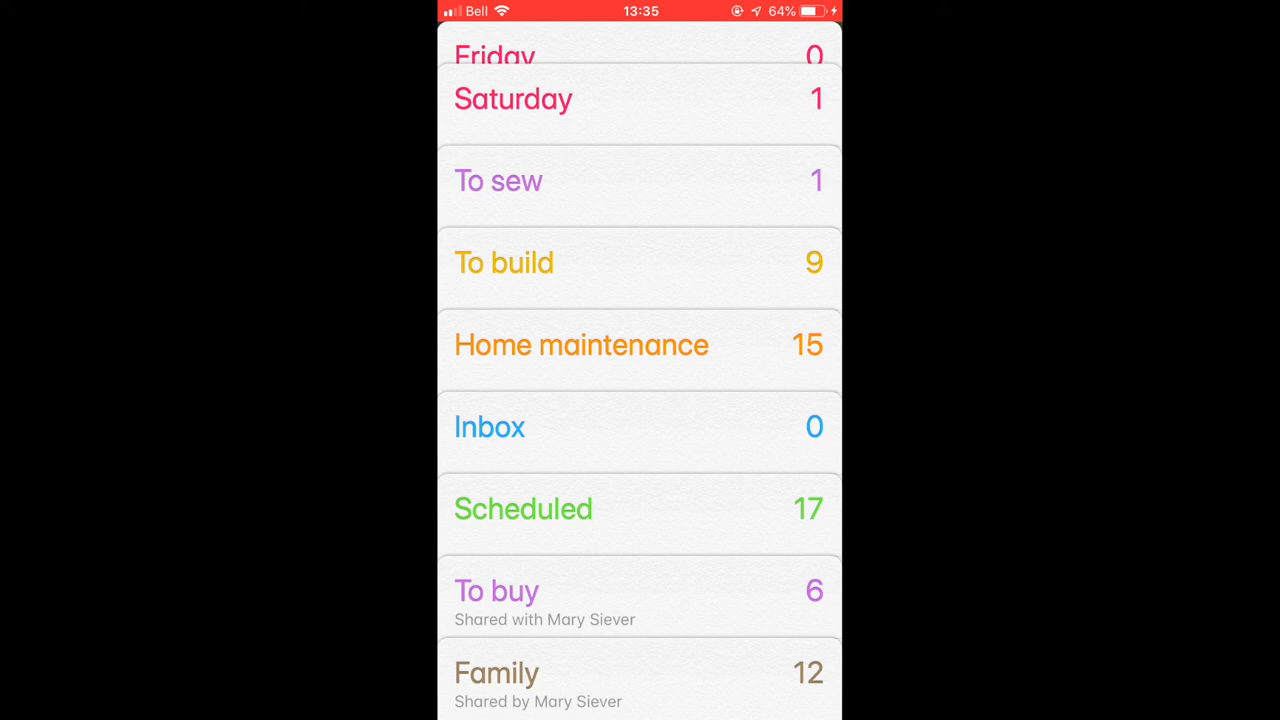 Bell 13:35 64%
Friday 0
Saturday 1
To sew 1
To build 9
Home maintenance 15
Inbox 0
Scheduled 17
To buy 6
Shared with Mary Siever
Family 12
Shared by Mary Siever